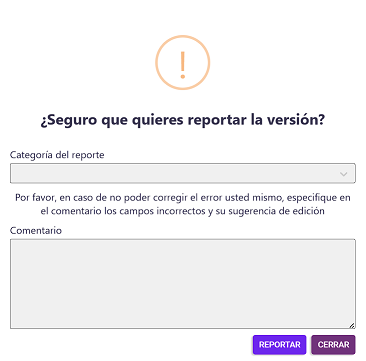 ¿Seguro que quieres reportar la versión?
Categoría del reporte
Por favor, en caso de no poder corregir el error usted mismo, especifique en
el comentario los campos incorrectos y su sugerencia de edición
Comentario
REPORTAR CERRAR